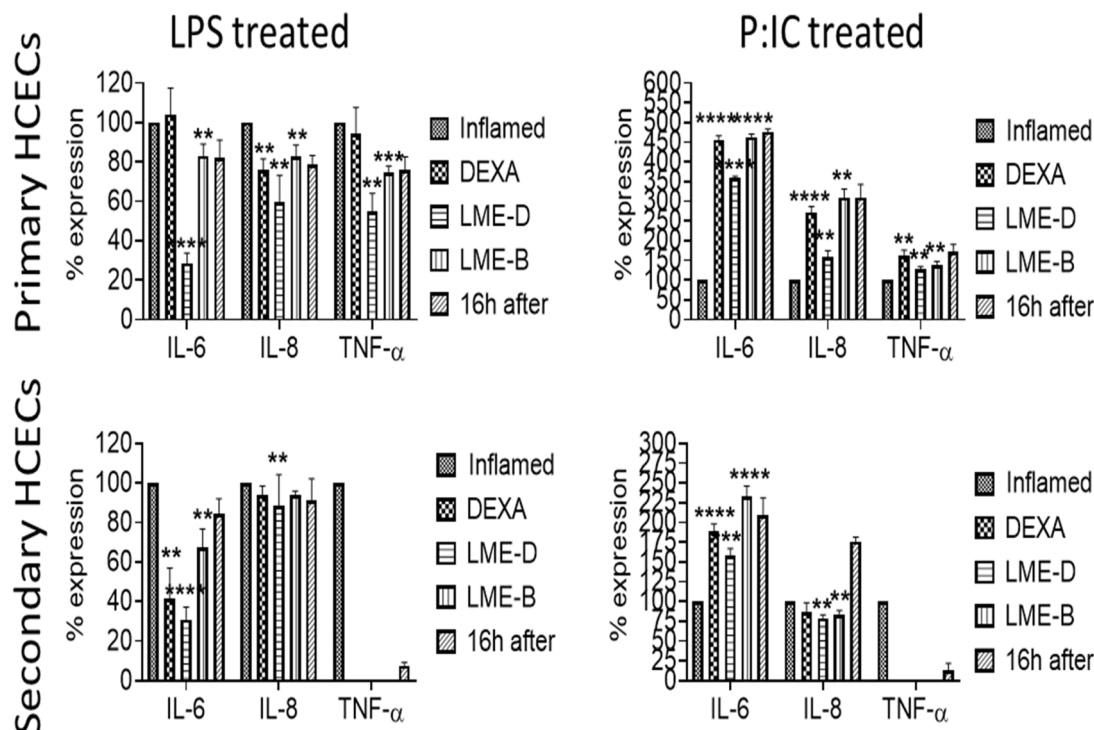 LPS treated
P:IC treated
Primary HCECs
% expression
120
100
80
60
40
20
0
**
****
**
**
**
**
***
IL-6
IL-8
TNF-α
Inflamed
DEXA
LME-D
LME-B
16h after
% expression
600
550
500
450
400
350
300
250
200
150
100
50
0
****
****
****
****
**
**
**
**
**
IL-6
IL-8
TNF-α
Inflamed
DEXA
LME-D
LME-B
16h after
Secondary HCECs
% expression
120
100
80
60
40
20
0
**
****
**
**
IL-6
IL-8
TNF-α
Inflamed
DEXA
LME-D
LME-B
16h after
% expression
300
275
250
225
200
175
150
125
100
75
50
25
0
****
**
****
**
**
IL-6
IL-8
TNF-α
Inflamed
DEXA
LME-D
LME-B
16h after